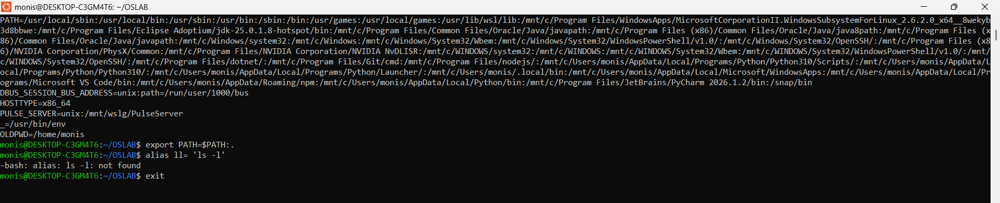 monis@DESKTOP-C3GM4T6: ~/OSLAB
PATH=/usr/local/sbin:/usr/local/bin:/usr/sbin:/usr/bin:/sbin:/bin:/usr/games:/usr/local/games:/usr/lib/wsl/lib:/mnt/c/Program Files/WindowsApps/MicrosoftCorporationII.WindowsSubsystemForLinux_2.6.2.0_x64__8wekyb
3d8bbwe:/mnt/c/Program Files/Eclipse Adoptium/jdk-25.0.1.8-hotspot/bin:/mnt/c/Program Files/Common Files/Oracle/Java/javapath:/mnt/c/Program Files (x86)/Common Files/Oracle/Java/java8path:/mnt/c/Program Files (x
86)/Common Files/Oracle/Java/javapath:/mnt/c/Windows/system32:/mnt/c/Windows:/mnt/c/Windows/System32/Wbem:/mnt/c/Windows/System32/WindowsPowerShell/v1.0/:/mnt/c/Windows/System32/OpenSSH/:/mnt/c/Program Files (x8
6)/NVIDIA Corporation/PhysX/Common:/mnt/c/Program Files/NVIDIA Corporation/NVIDIA NvDLISR:/mnt/c/WINDOWS/system32:/mnt/c/WINDOWS:/mnt/c/WINDOWS/System32/Wbem:/mnt/c/WINDOWS/System32/WindowsPowerShell/v1.0/:/mnt/
c/WINDOWS/System32/OpenSSH/:/mnt/c/Program Files/dotnet/:/mnt/c/Program Files/Git/cmd:/mnt/c/Program Files/nodejs/:/mnt/c/Users/monis/AppData/Local/Programs/Python/Python310/Scripts/:/mnt/c/Users/monis/AppData/L
ocal/Programs/Python/Python310/:/mnt/c/Users/monis/AppData/Local/Programs/Python/Launcher/:/mnt/c/Users/monis/.local/bin:/mnt/c/Users/monis/AppData/Local/Microsoft/WindowsApps:/mnt/c/Users/monis/AppData/Local/Pr
ograms/Microsoft VS Code/bin:/mnt/c/Users/monis/AppData/Roaming/npm:/mnt/c/Users/monis/AppData/Local/Python/bin:/mnt/c/Program Files/JetBrains/PyCharm 2026.1.2/bin:/snap/bin
DBUS_SESSION_BUS_ADDRESS=unix:path=/run/user/1000/bus
HOSTTYPE=x86_64
PULSE_SERVER=unix:/mnt/wslg/PulseServer
_=/usr/bin/env
OLDPWD=/home/monis
monis@DESKTOP-C3GM4T6:~/OSLAB$ export PATH=$PATH:.
monis@DESKTOP-C3GM4T6:~/OSLAB$ alias ll= 'ls -l'
-bash: alias: ls -l: not found
monis@DESKTOP-C3GM4T6:~/OSLAB$ exit